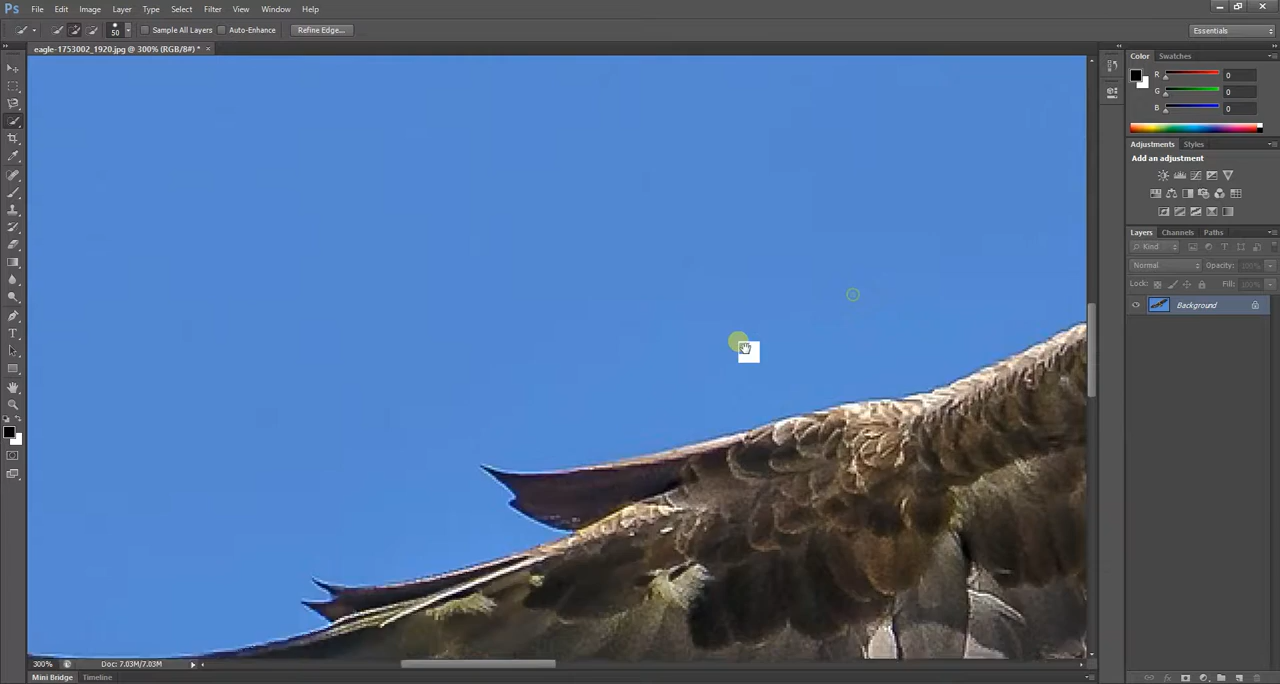 Ps File Edit Image Layer Type Select Filter View Window Help
50 Sample All Layers Auto-Enhance Refine Edge... Essentials
eagle-1753002_1920.jpg @ 300% (RGB/8#) * ×
Color Swatches
R 0
G 0
B 0
Adjustments Styles
Add an adjustment
Layers Channels Paths
Kind
Normal Opacity: 100%
Lock: Fill: 100%
Background
300% Doc: 7.03M/7.03M
Mini Bridge Timeline